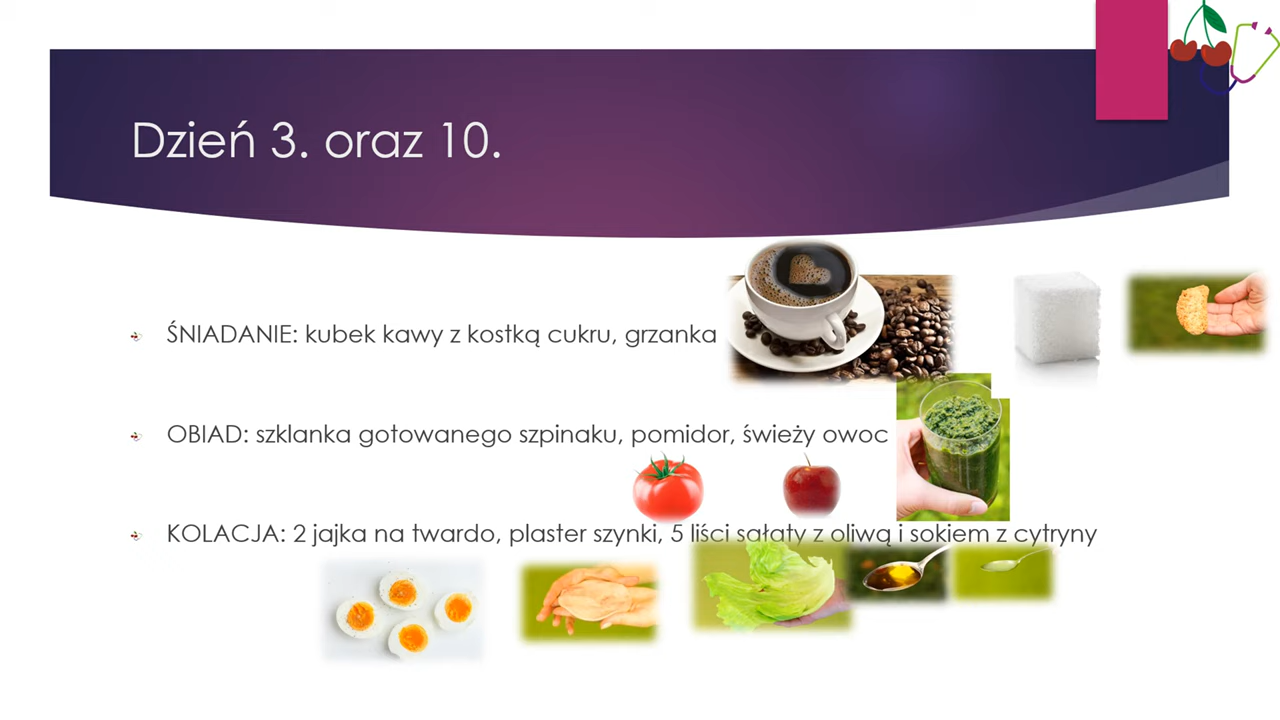 Dzień 3. oraz 10.
ŚNIADANIE: kubek kawy z kostką cukru, grzanka
OBIAD: szklanka gotowanego szpinaku, pomidor, świeży owoc
KOLACJA: 2 jajka na twardo, plaster szynki, 5 liści sałaty z oliwą i sokiem z cytryny